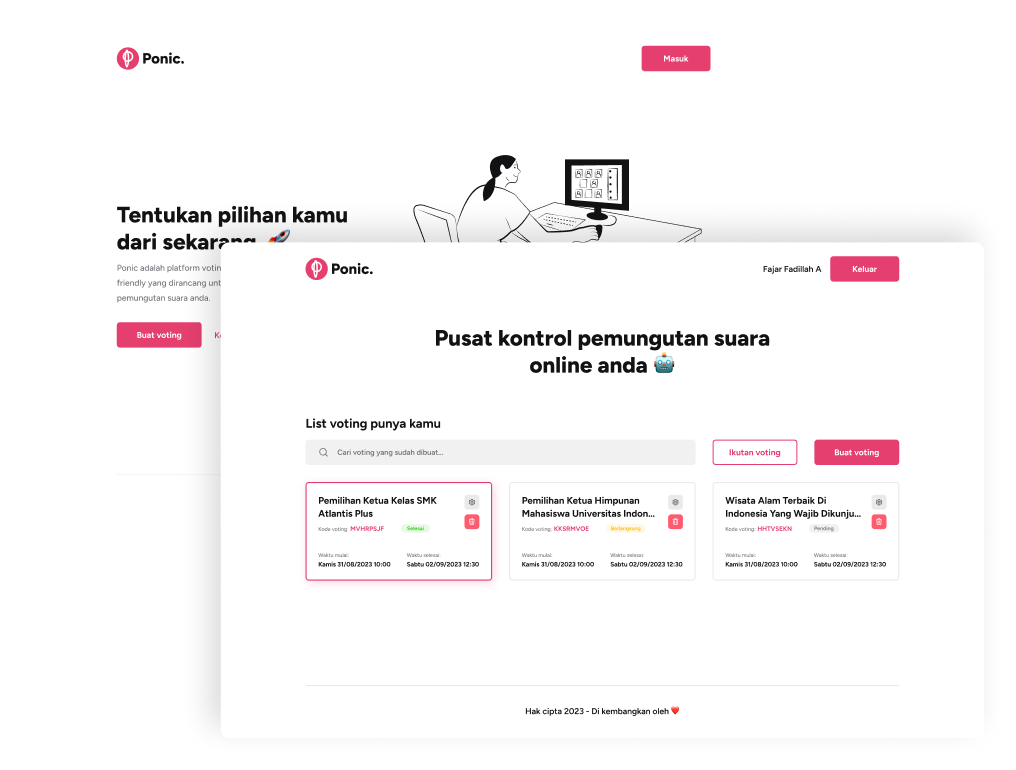 Ponic.
Masuk
Tentukan pilihan kamu
dari sekarang 🚀
Ponic adalah platform
friendly yang dirancang
pemungutan suara anda.
Buat voting
Ponic.
Fajar Fadillah A
Keluar
Pusat kontrol pemungutan suara
online anda 🤖
List voting punya kamu
Cari voting yang sudah dibuat...
Ikutan voting
Buat voting
Pemilihan Ketua Kelas SMK
Atlantis Plus
Kode voting: MVHRPSJF
Selesai
Waktu mulai:
Waktu selesai:
Kamis 31/08/2023 10:00
Sabtu 02/09/2023 12:30
Pemilihan Ketua Himpunan
Mahasiswa Universitas Indon...
Kode voting: KKSRMVOE
Berlangsung
Waktu mulai:
Waktu selesai:
Kamis 31/08/2023 10:00
Sabtu 02/09/2023 12:30
Wisata Alam Terbaik Di
Indonesia Yang Wajib Dikunju...
Kode voting: HHTVSEKN
Pending
Waktu mulai:
Waktu selesai:
Kamis 31/08/2023 10:00
Sabtu 02/09/2023 12:30
Hak cipta 2023 - Di kembangkan oleh ❤️